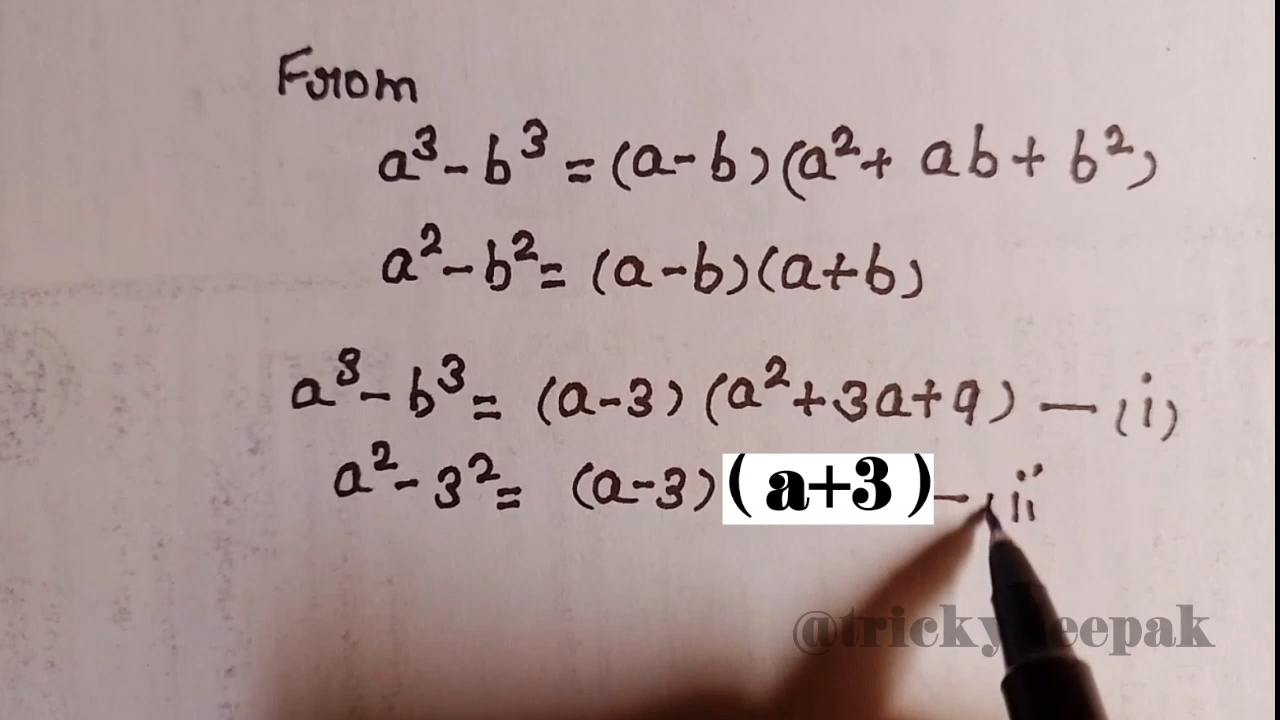 From
a³ - b³ = (a - b) (a² + ab + b²)
a² - b² = (a - b)(a + b)
a³ - b³ = (a - 3) (a² + 3a + 9) — (i)
a² - 3² = (a - 3) (a+3) — (ii
@tricky